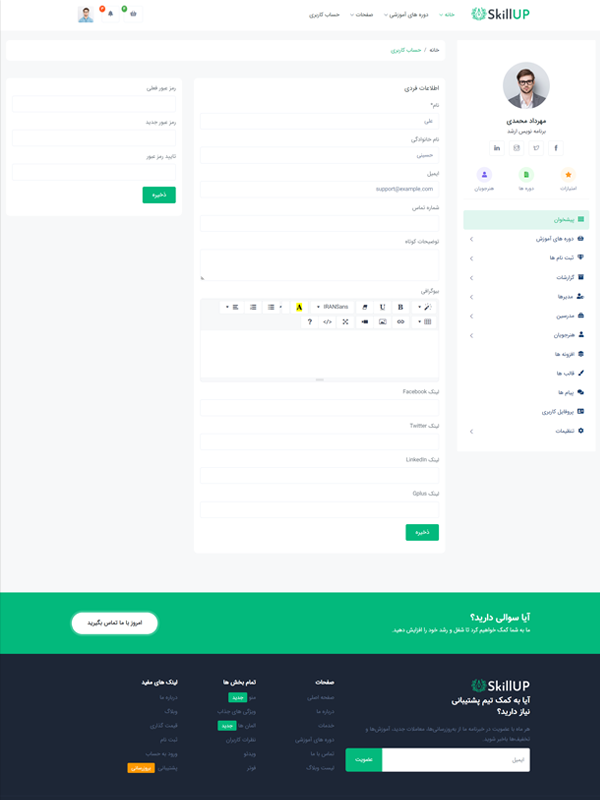 SkillUP
خانه
دوره های آموزشی
صفحات
حساب کاربری
۳
۴
خانه / حساب کاربری
مهرداد محمدی
برنامه نویس ارشد
امتیازات
دوره ها
هنرجویان
پیشخوان
دوره های آموزش
ثبت نام ها
گزارشات
مدیرها
مدرسین
هنرجویان
افزونه ها
قالب ها
پیام ها
پروفایل کاربری
تنظیمات
اطلاعات فردی
نام*
علی
نام خانوادگی
حسینی
ایمیل
support@example.com
شماره تماس
توضیحات کوتاه
بیوگرافی
B U IRANSans A
</> ?
لینک Facebook
لینک Twitter
لینک LinkedIn
لینک Gplus
ذخیره
رمز عبور فعلی
رمز عبور جدید
تایید رمز عبور
ذخیره
آیا سوالی دارید؟
ما به شما کمک خواهیم کرد تا شغل و رشد خود را افزایش دهید.
امروز با ما تماس بگیرید
SkillUP
آیا به کمک تیم پشتیبانی
نیاز دارید؟
هر ماه با عضویت در خبرنامه ما از به‌روزرسانی‌ها، معاملات جدید، آموزش‌ها و
تخفیف‌ها باخبر شوید.
ایمیل
عضویت
صفحات
صفحه اصلی
درباره ما
خدمات
دوره های آموزشی
تماس با ما
لیست وبلاگ
تمام بخش ها
منو جدید
ویژگی های جذاب
المان ها جدید
نظرات کاربران
ویدئو
فوتر
لینک های مفید
درباره ما
وبلاگ
قیمت گذاری
ثبت نام
ورود به حساب
پشتیبانی بروزرسانی